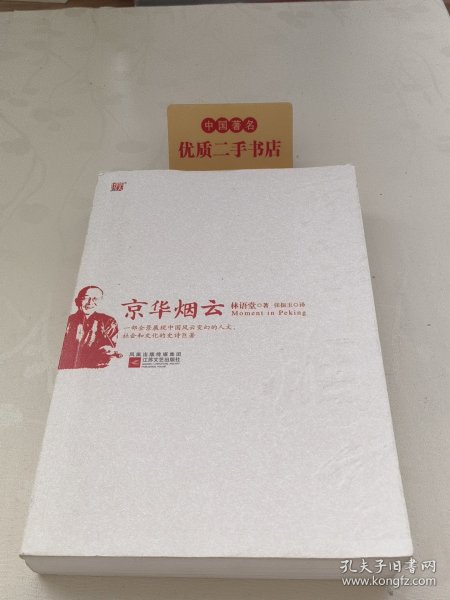 中国著名
优质二手书店
京华烟云 林语堂◎著 张振玉◎译
Moment in Peking
一部全景展现中国风云变幻的人文、
社会和文化的史诗巨著
凤凰出版传媒集团
江苏文艺出版社
孔夫子旧书网
www.kongfz.com